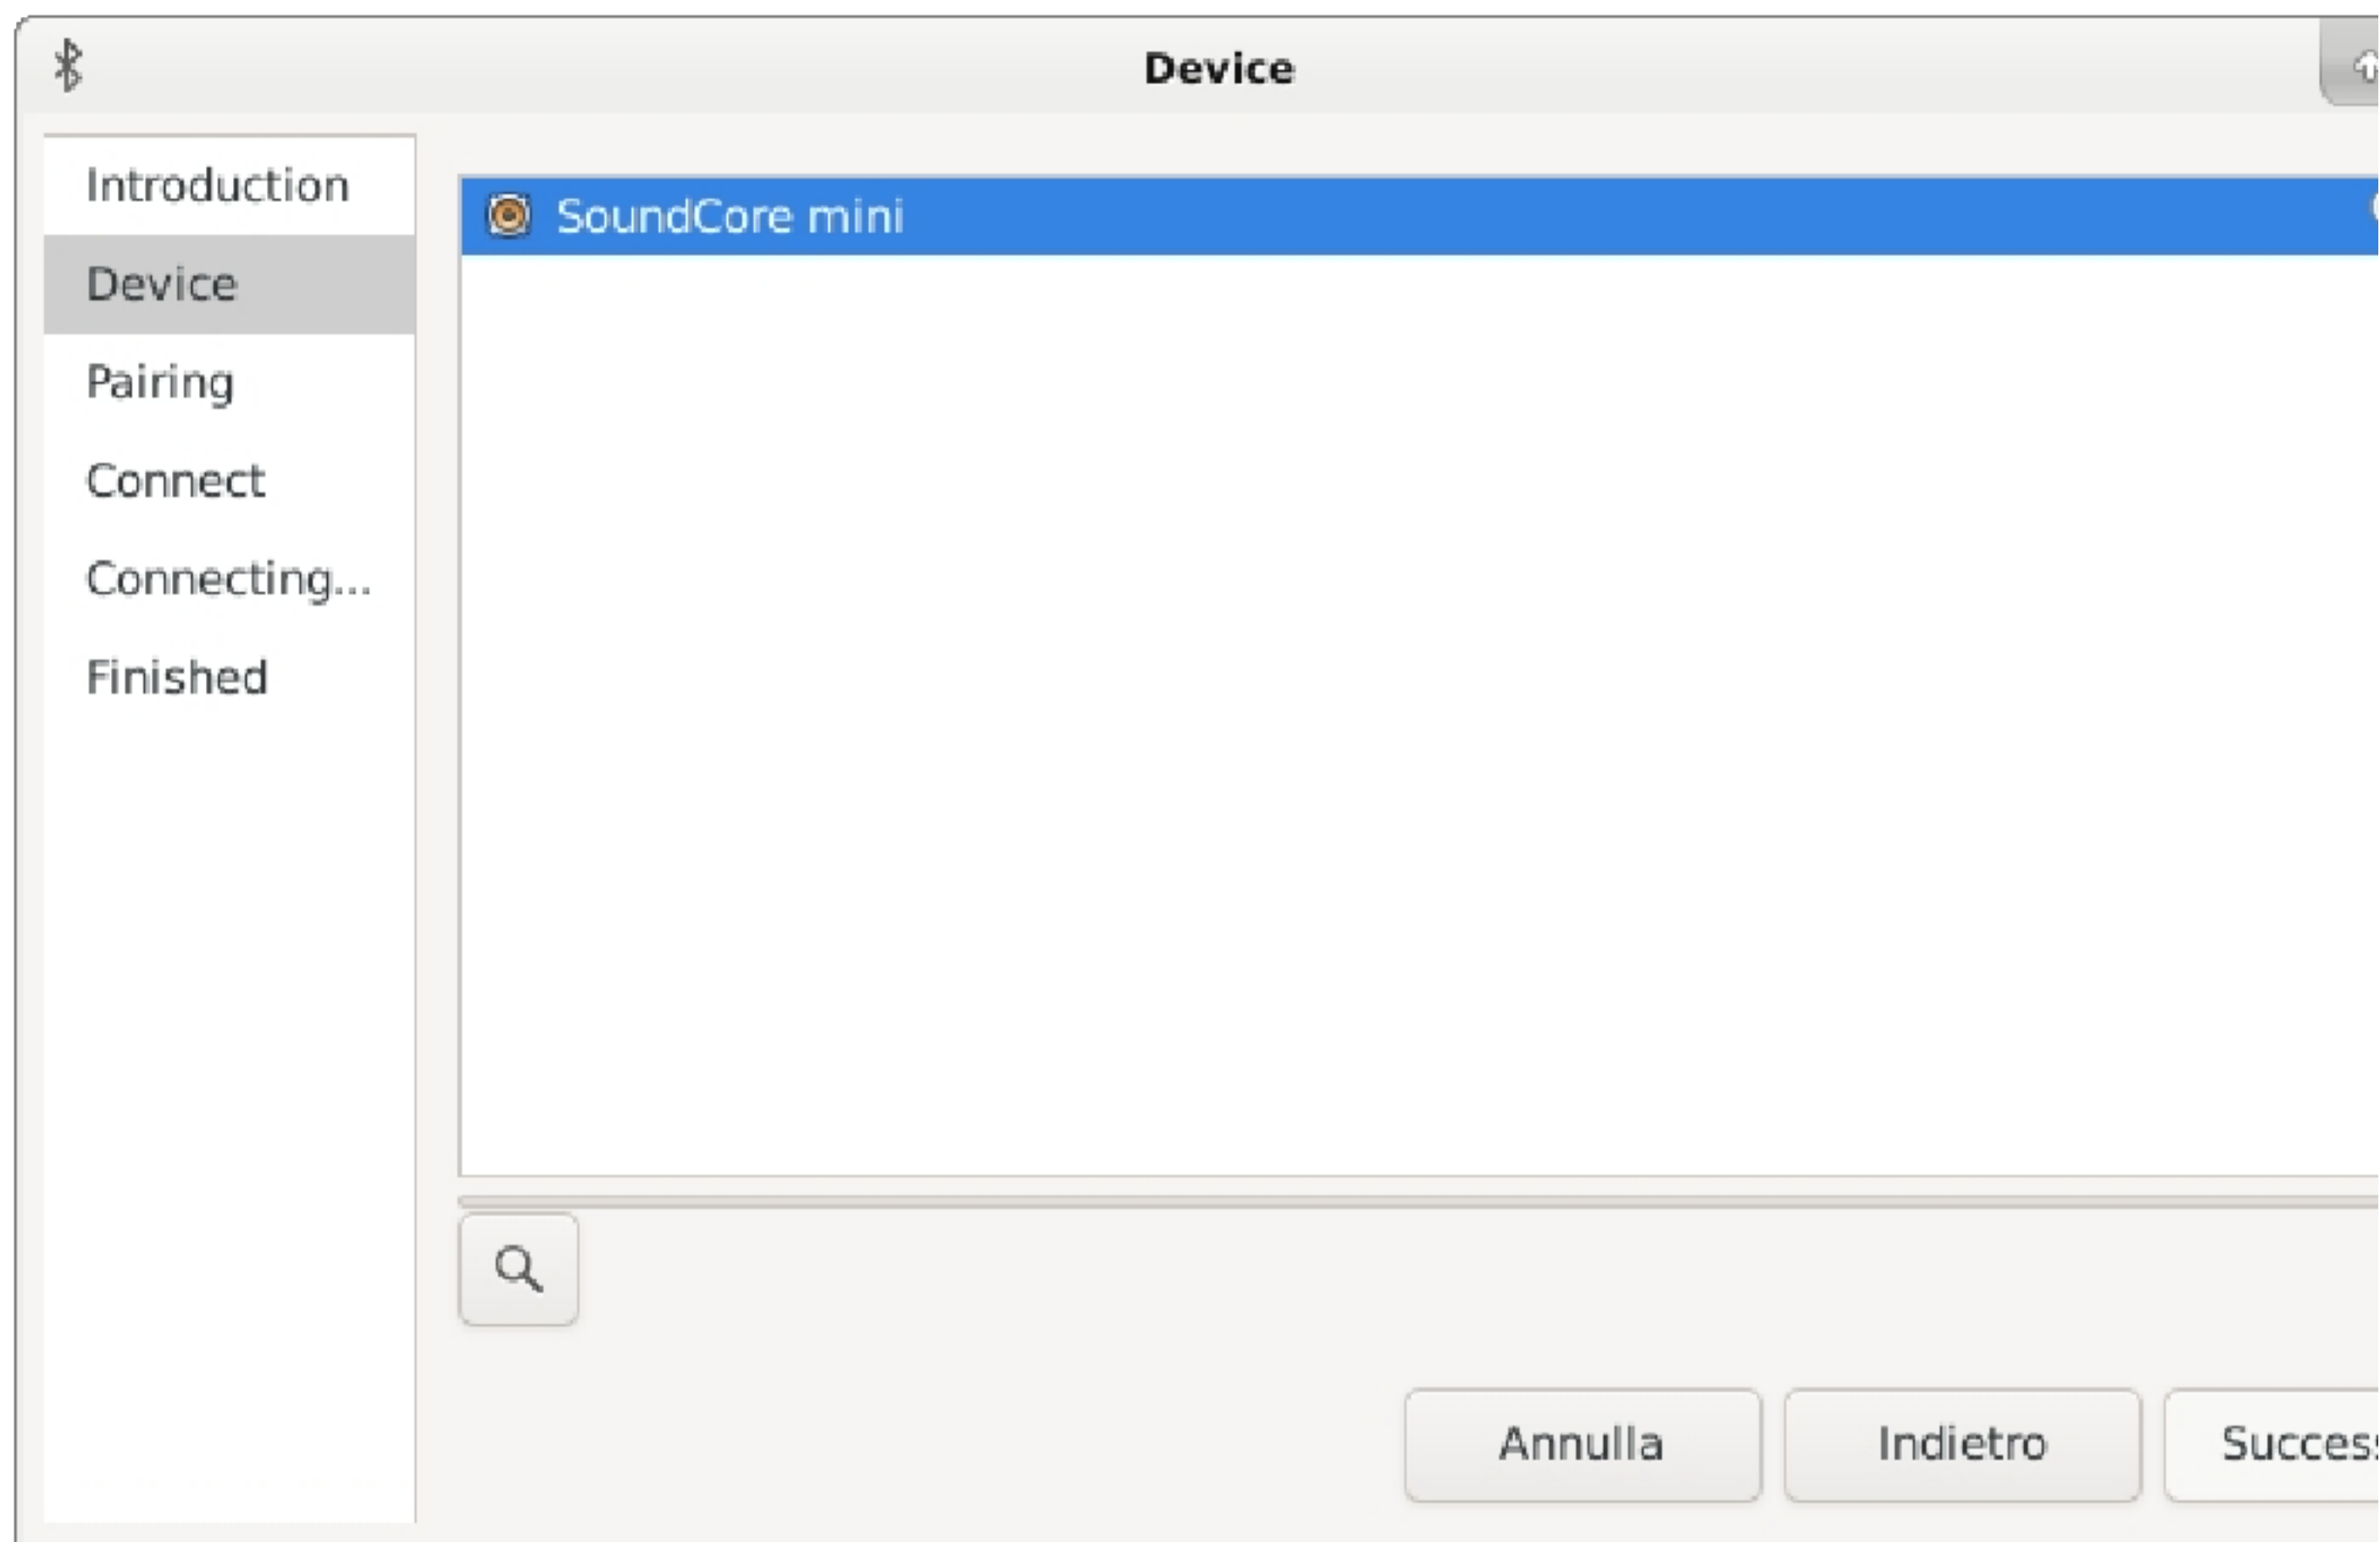 Device
Introduction
Device
Pairing
Connect
Connecting...
Finished
SoundCore mini
Annulla
Indietro